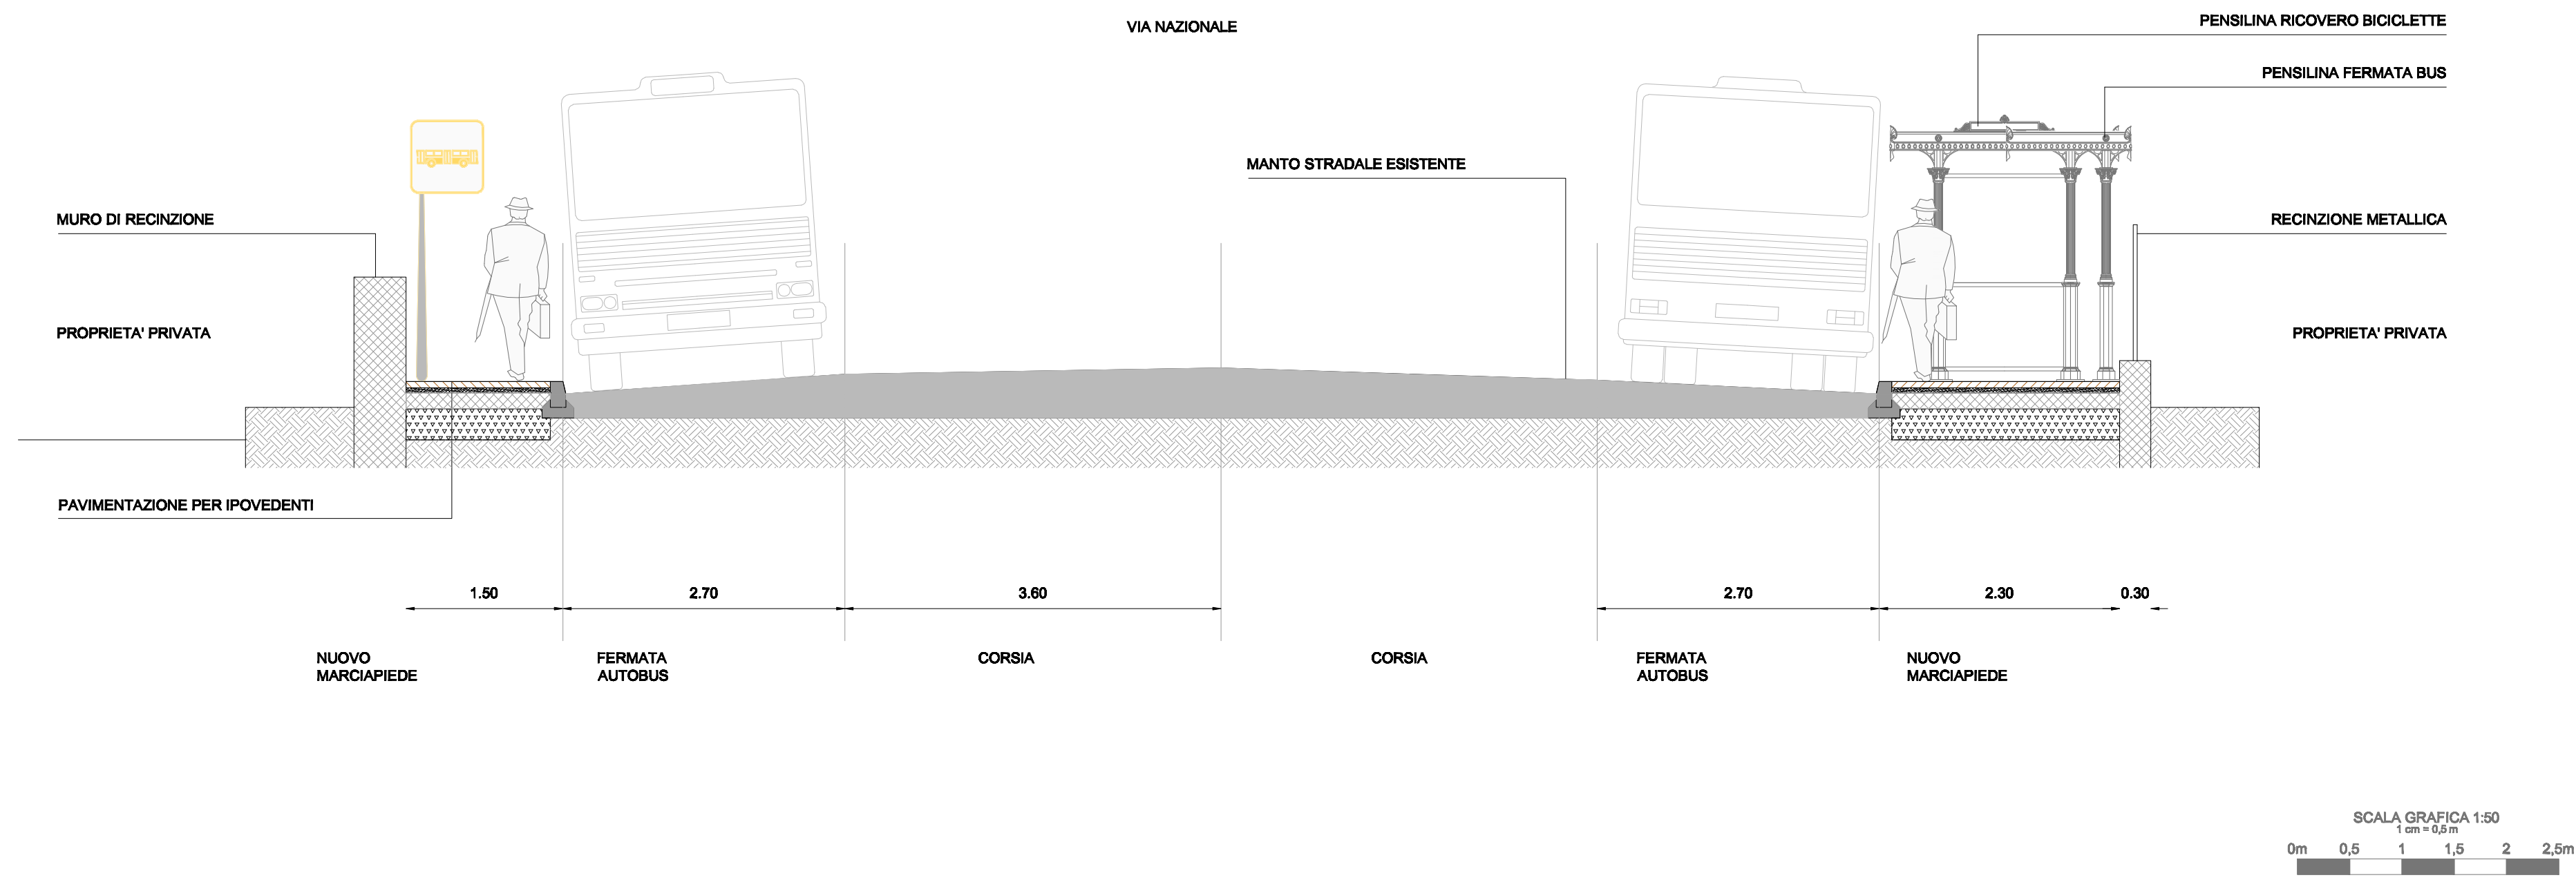 VIA NAZIONALE
PENSILINA RICOVERO BICICLETTE
PENSILINA FERMATA BUS
MANTO STRADALE ESISTENTE
MURO DI RECINZIONE
RECINZIONE METALLICA
PROPRIETA' PRIVATA
PROPRIETA' PRIVATA
PAVIMENTAZIONE PER IPOVEDENTI
1.50
2.70
3.60
2.70
2.30
0.30
NUOVO
MARCIAPIEDE
FERMATA
AUTOBUS
CORSIA
CORSIA
FERMATA
AUTOBUS
NUOVO
MARCIAPIEDE
SCALA GRAFICA 1:50
1 cm = 0,5 m
0m 0,5 1 1,5 2 2,5m